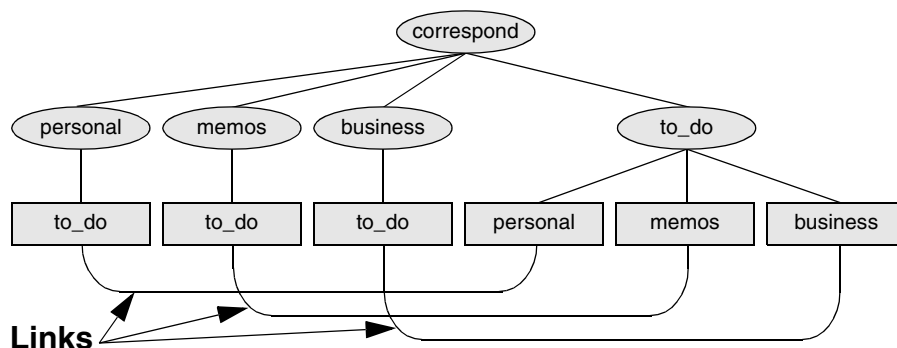 correspond
personal memos business to_do
to_do to_do to_do personal memos business
Links